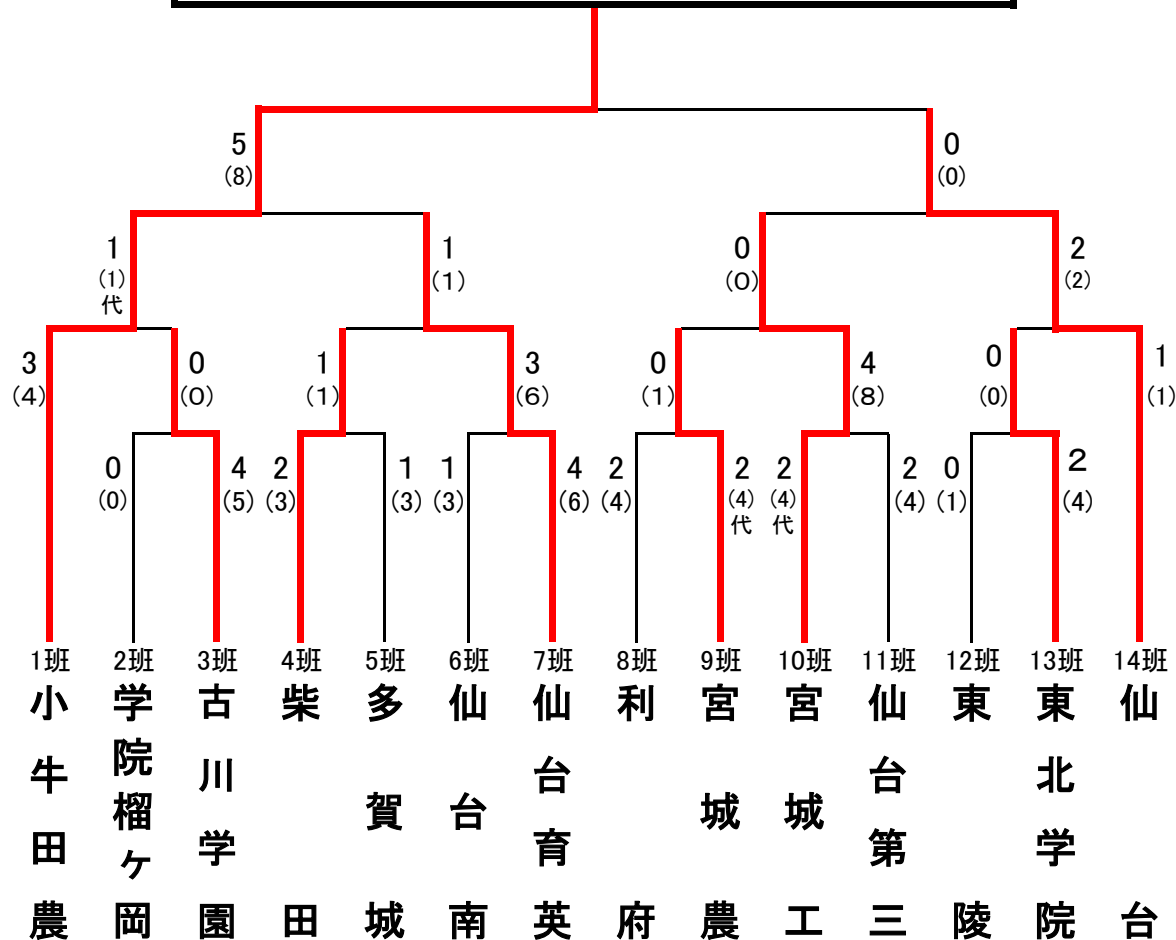 5 0
(8) (0)
1 1 0 2
(1) (1) (0) (2)
代
3 0 1 3 0 4 0 1
(4) (0) (1) (6) (1) (8) (0) (1)
0 4 2 1 1 4 2 2 2 2 0 2
(0) (5) (3) (3) (3) (6) (4) (4) (4) (4) (1) (4)
代 代
1班 2班 3班 4班 5班 6班 7班 8班 9班 10班 11班 12班 13班 14班
小牛田農
学院榴ケ岡
古川学園
柴田
多賀城
仙台南
仙台育英
利府
宮城農
宮城工
仙台第三
東陵
東北学院
仙台